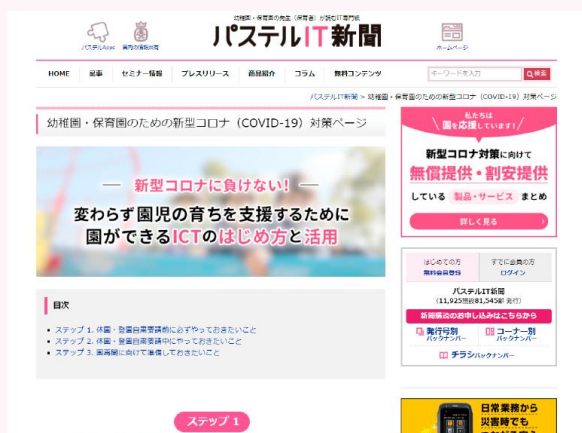 幼稚園・保育園の先生（保育者）が読むIT専門紙
パステルIT新聞
パステルApps
園内の情報共有
ホームページ
HOME
記事
セミナー情報
プレスリリース
商品紹介
コラム
無料コンテンツ
キーワードを入力
検索
パステルIT新聞 > 幼稚園・保育園のための新型コロナ（COVID-19）対策ページ
幼稚園・保育園のための新型コロナ（COVID-19）対策ページ
新型コロナに負けない！
変わらず園児の育ちを支援するために
園ができるICTのはじめ方と活用
目次
ステップ 1. 休園・登園自粛要請前に必ずやっておきたいこと
ステップ 2. 休園・登園自粛要請中にやっておきたいこと
ステップ 3. 園再開に向けて準備しておきたいこと
ステップ 1
私たちは
園を応援しています！
新型コロナ対策に向けて
無償提供・割安提供
している 製品・サービス まとめ
詳しく見る
はじめての方
無料会員登録
すでに会員の方
ログイン
パステルIT新聞
(11,925施設81,545部 発行)
新聞購読のお申し込みはこちらから
発行号別
バックナンバー
コーナー別
バックナンバー
チラシバックナンバー
日常業務から
災害時でも